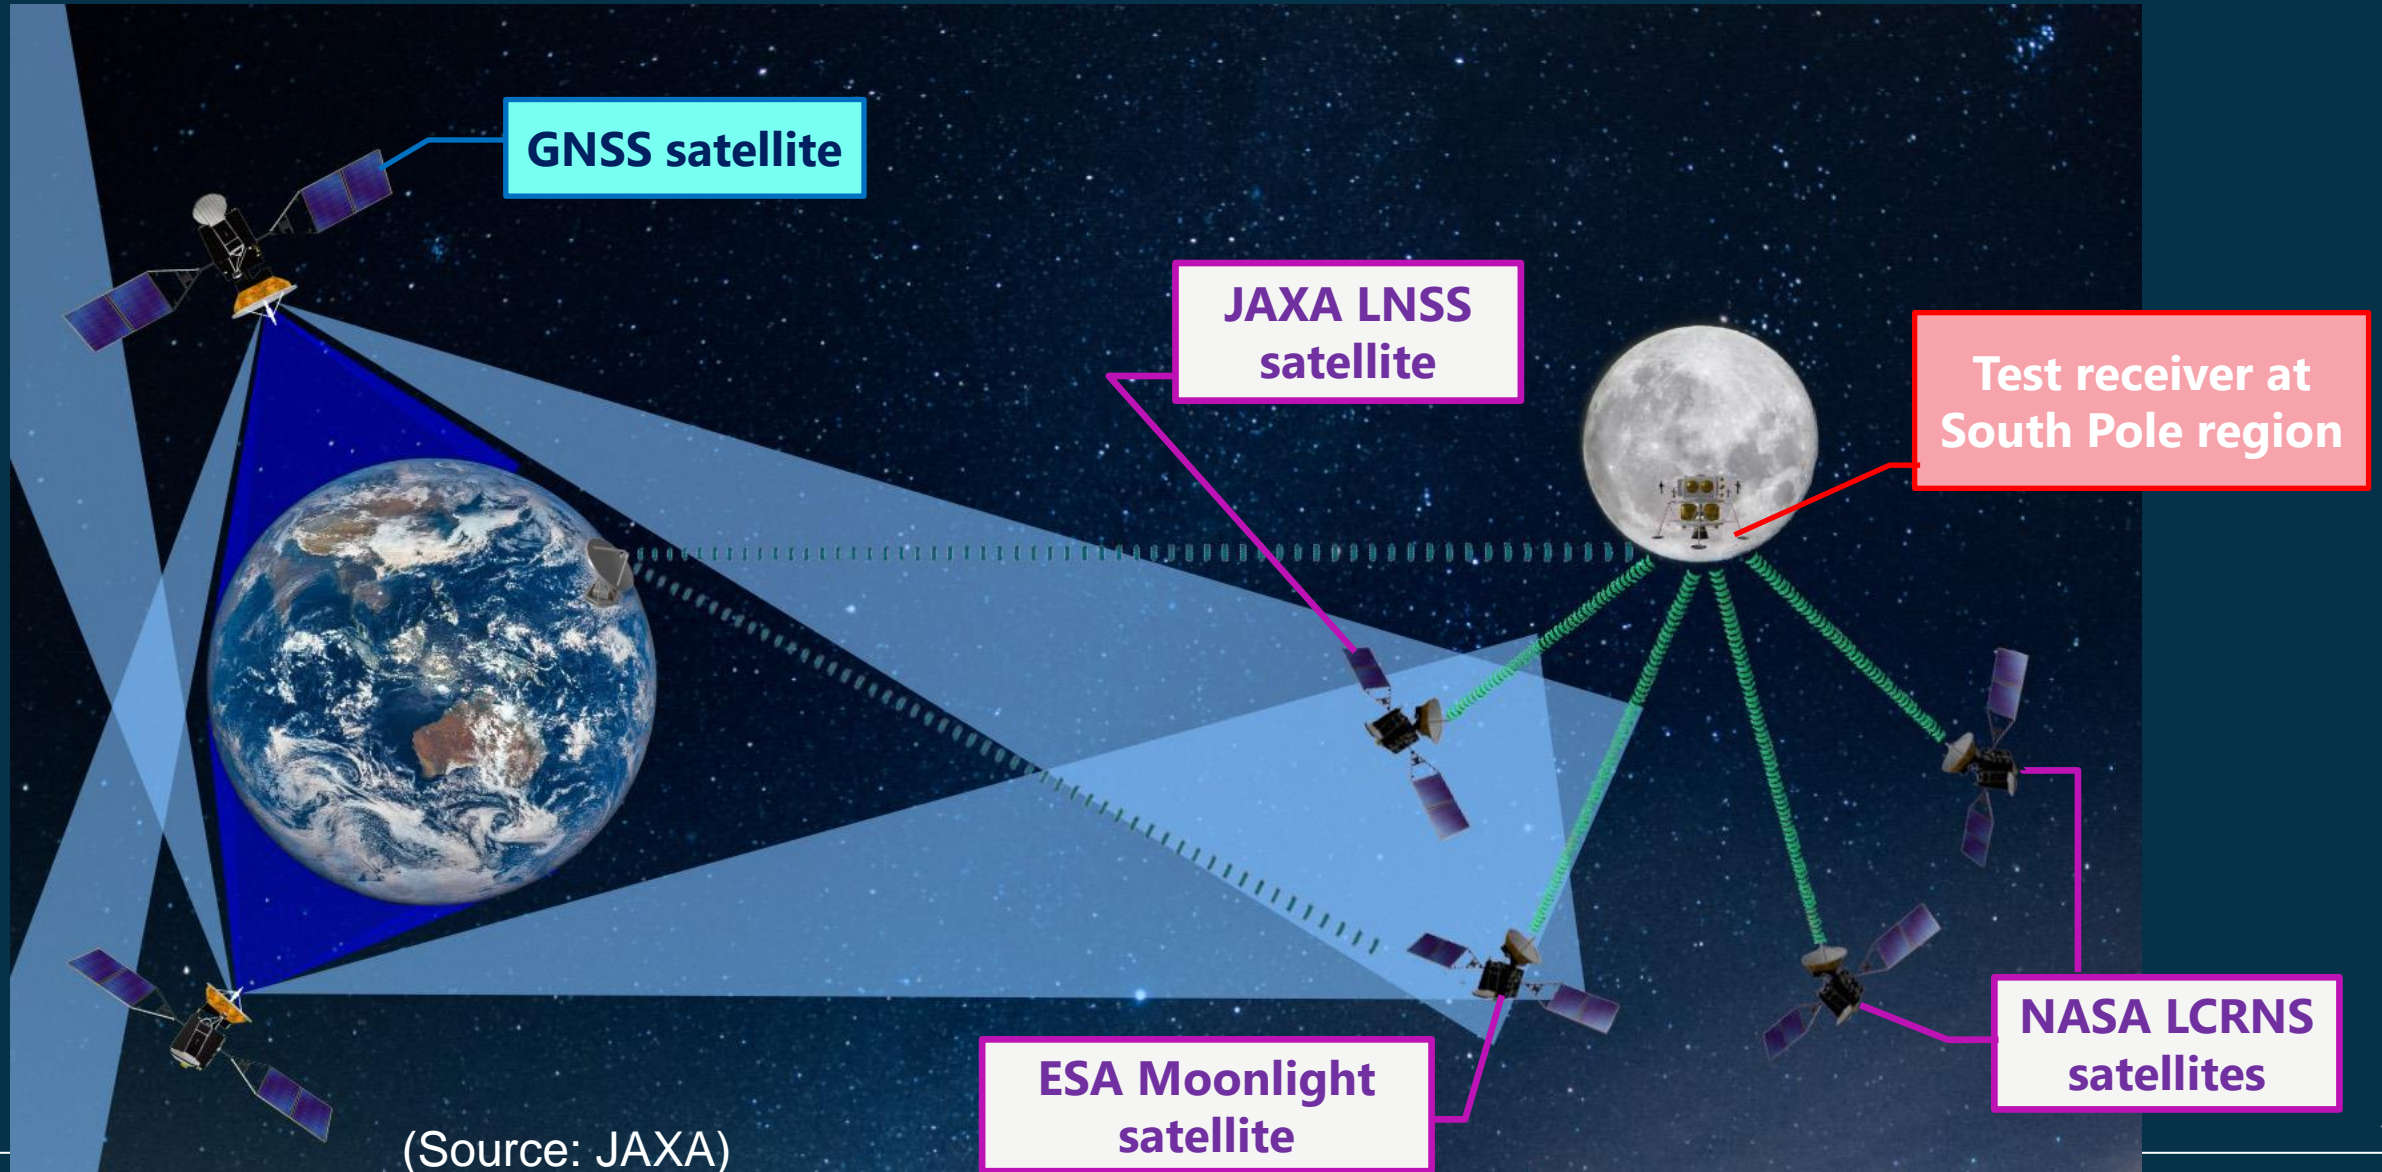 GNSS satellite
JAXA LNSS
satellite
Test receiver at
South Pole region
NASA LCRNS
satellites
ESA Moonlight
satellite
(Source: JAXA)